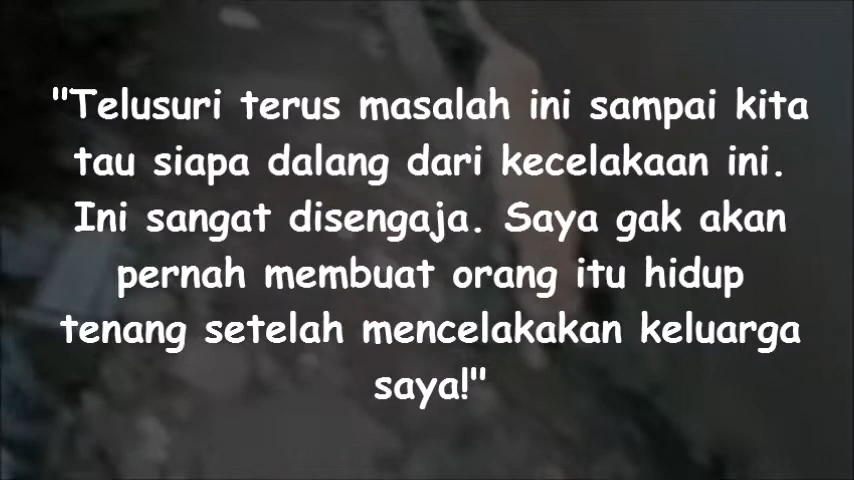 "Telusuri terus masalah ini sampai kita
tau siapa dalang dari kecelakaan ini.
Ini sangat disengaja. Saya gak akan
pernah membuat orang itu hidup
tenang setelah mencelakakan keluarga
saya!"